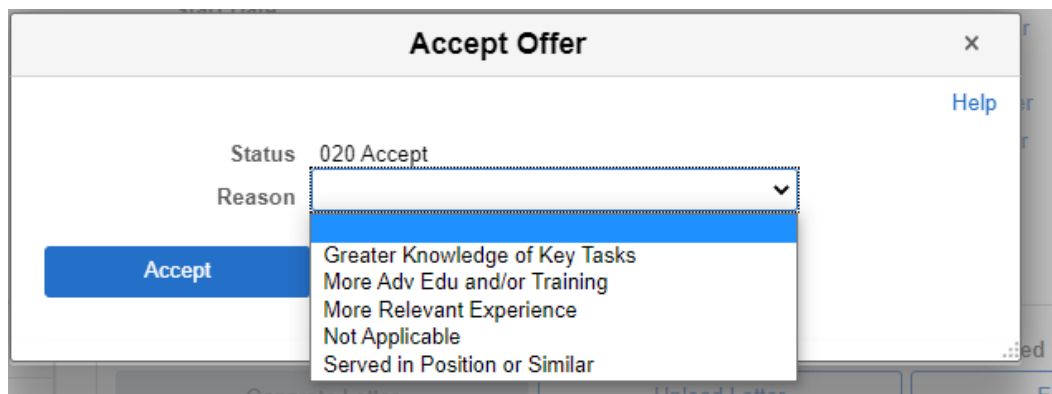 Accept Offer ×
Help
Status 020 Accept
Reason
Greater Knowledge of Key Tasks
Accept
More Adv Edu and/or Training
More Relevant Experience
Not Applicable
Served in Position or Similar
ed